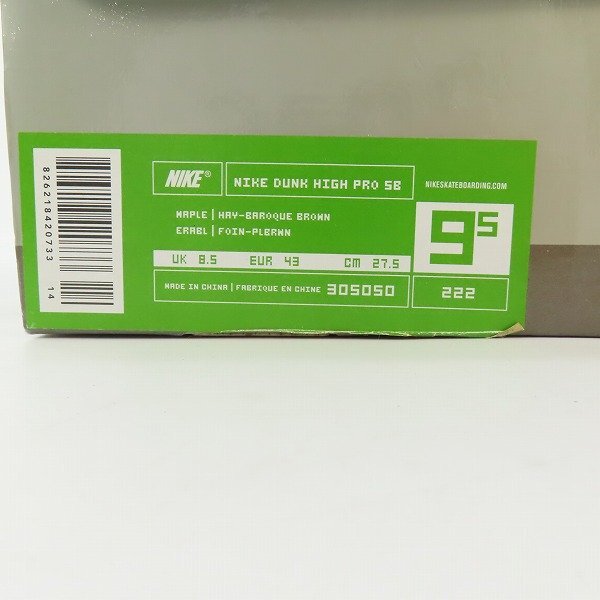 826218420733
14
NIKE®
NIKE DUNK HIGH PRO SB
NIKESKATEBOARDING.COM
MAPLE | HAY-BAROQUE BROWN
ERABL | FOIN-PLBRWN
UK 8.5 EUR 43 CM 27.5
9 5
MADE IN CHINA | FABRIQUE EN CHINE 305050
222